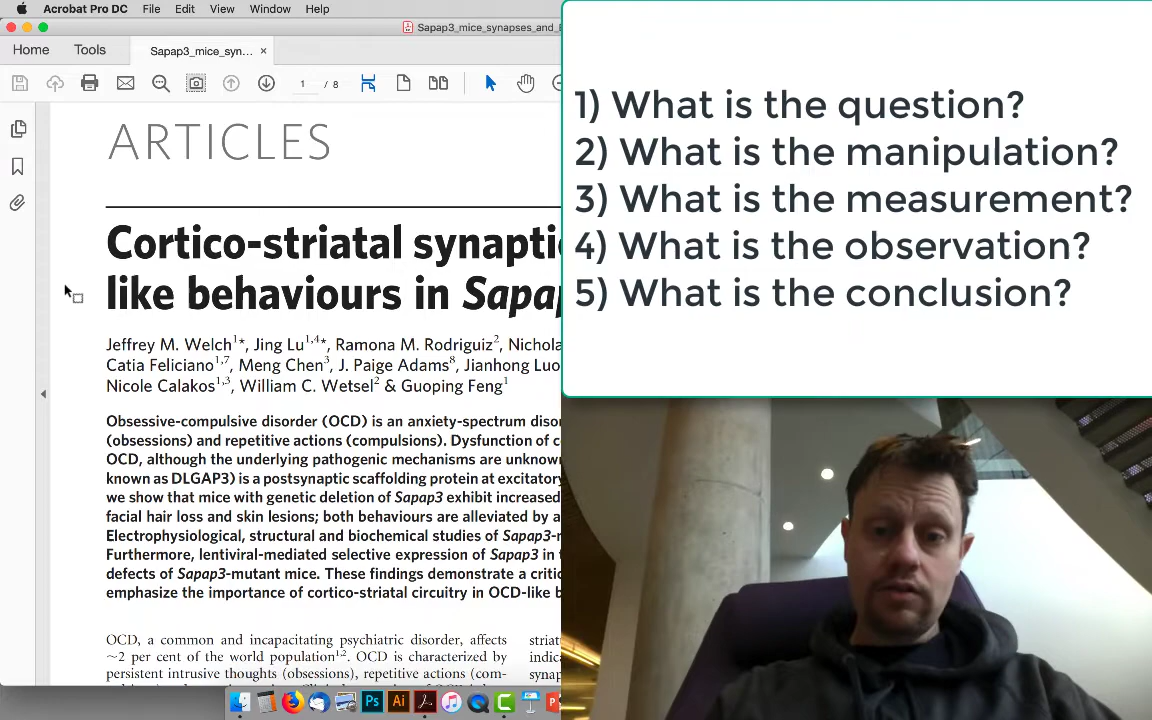 Acrobat Pro DC File Edit View Window Help
Sapap3_mice_synapses_and_
Home Tools Sapap3_mice_syn... ×
1 / 8
ARTICLES
Cortico-striatal synaptic
like behaviours in Sapap
Jeffrey M. Welch1*, Jing Lu1,4*, Ramona M. Rodriguiz2, Nichola
Catia Feliciano1,7, Meng Chen3, J. Paige Adams8, Jianhong Luo
Nicole Calakos1,3, William C. Wetsel2 & Guoping Feng1
Obsessive-compulsive disorder (OCD) is an anxiety-spectrum disor
(obsessions) and repetitive actions (compulsions). Dysfunction of c
OCD, although the underlying pathogenic mechanisms are unknown
known as DLGAP3) is a postsynaptic scaffolding protein at excitatory
we show that mice with genetic deletion of Sapap3 exhibit increased
facial hair loss and skin lesions; both behaviours are alleviated by a
Electrophysiological, structural and biochemical studies of Sapap3-m
Furthermore, lentiviral-mediated selective expression of Sapap3 in t
defects of Sapap3-mutant mice. These findings demonstrate a critic
emphasize the importance of cortico-striatal circuitry in OCD-like b
OCD, a common and incapacitating psychiatric disorder, affects
~2 per cent of the world population1,2. OCD is characterized by
persistent intrusive thoughts (obsessions), repetitive actions (com-
striat
indica
synap
1) What is the question?
2) What is the manipulation?
3) What is the measurement?
4) What is the observation?
5) What is the conclusion?
Ps Ai